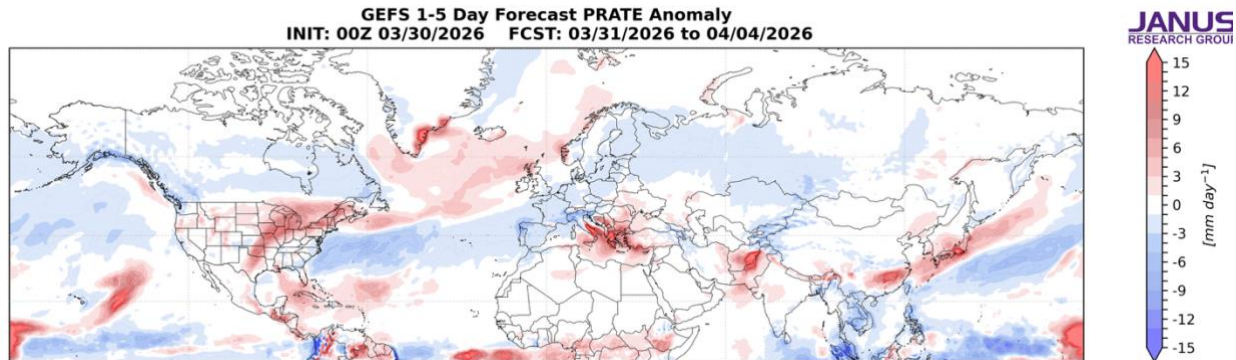 GEFS 1-5 Day Forecast PRATE Anomaly
INIT: 00Z 03/30/2026 FCST: 03/31/2026 to 04/04/2026
JANUS
RESEARCH GROUP
15
12
9
6
3
0
-3
-6
-9
-12
-15
[mm day⁻¹]